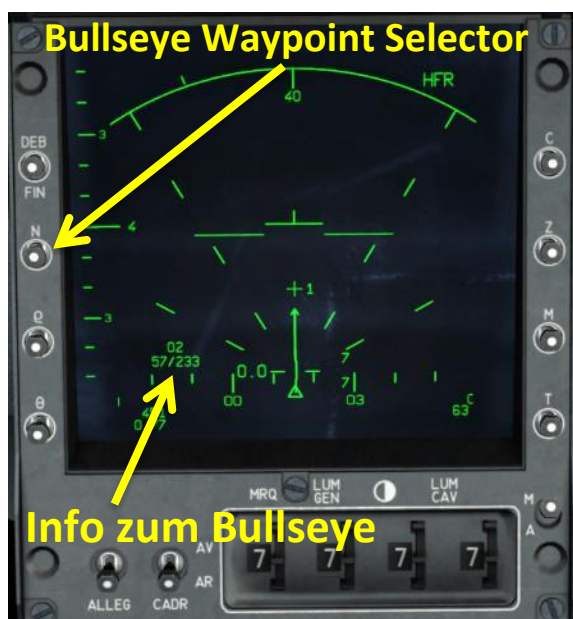 Bullseye Waypoint Selector
HFR
40
3
DEB
FIN
C
N
4
Z
1
3
ϱ
M
02
57/233
0.0
7
7
00
03
C
63
θ
T
MRQ
LUM
GEN
LUM
CAV
M
A
Info zum Bullseye
AV
AR
7
7
7
7
ALLEG
CADR